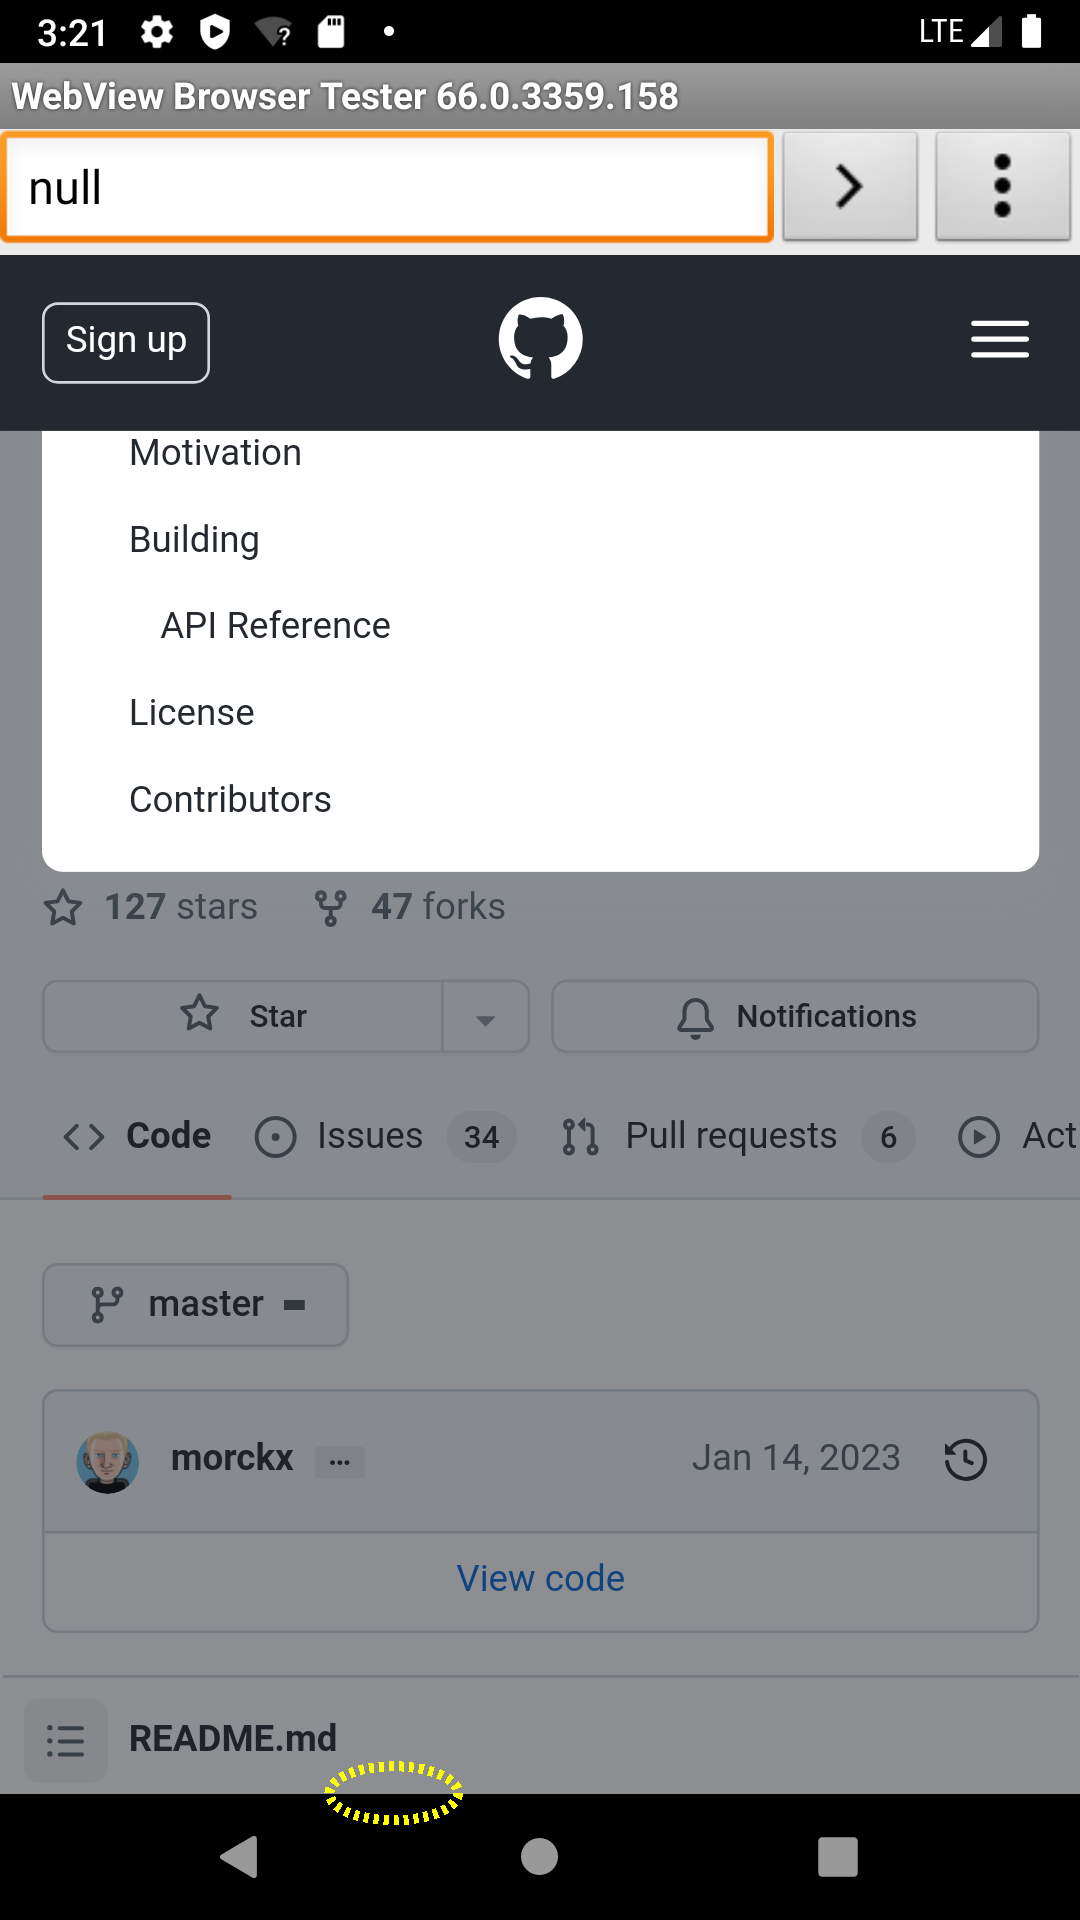 3:21
LTE
WebView Browser Tester 66.0.3359.158
null
Sign up
Motivation
Building
API Reference
License
Contributors
127 stars 47 forks
Star Notifications
Code Issues 34 Pull requests 6 Act
master
morckx ... Jan 14, 2023
View code
README.md